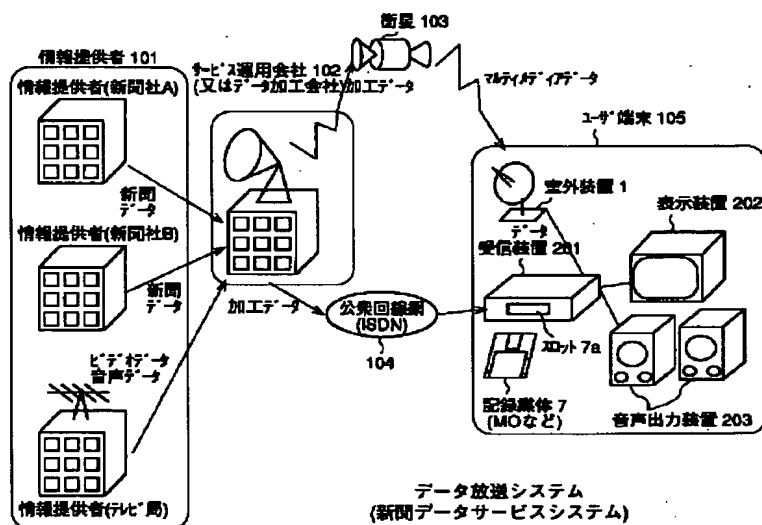 情報提供者 101
情報提供者(新聞社A)
新聞
データ
情報提供者(新聞社B)
新聞
データ
ビデオデータ
音声データ
情報提供者(テレビ局)
サービス運用会社 102
(又はデータ加工会社)加工データ
衛星 103
マルチメディアデータ
加工データ
公衆回線網
(ISDN)
104
ユーザ端末 105
室外装置 1
データ
受信装置 201
表示装置 202
スロット 7a
記録媒体 7
(MOなど)
音声出力装置 203
データ放送システム
(新聞データサービスシステム)